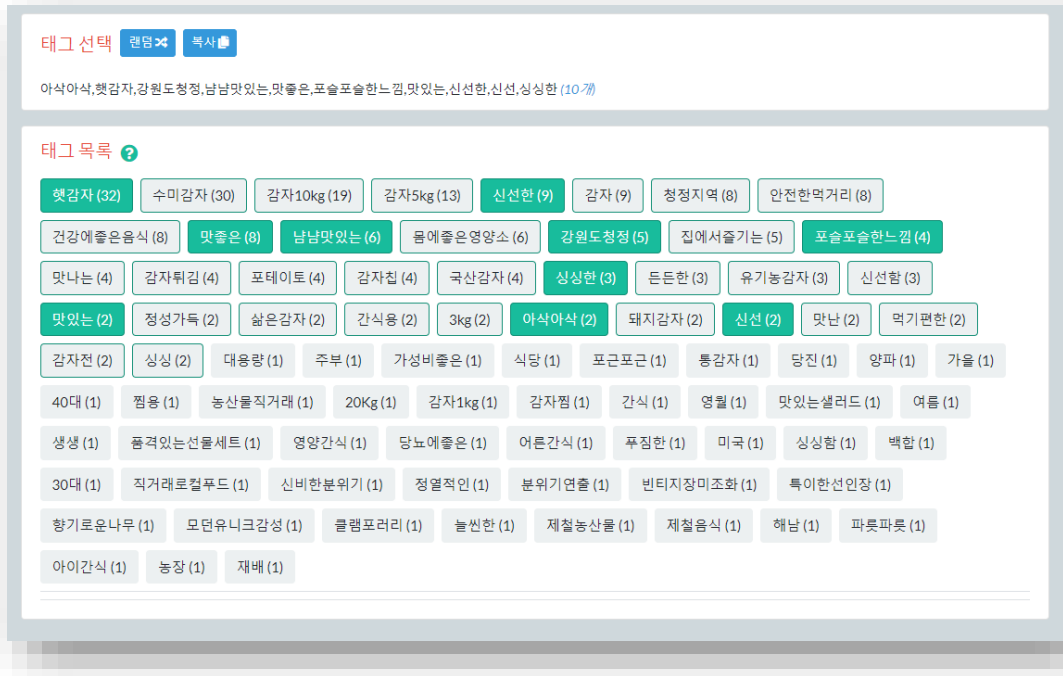 태그 선택 랜덤 복사
아삭아삭,햇감자,강원도청정,냠냠맛있는,맛좋은,포슬포슬한느낌,맛있는,신선한,신선,싱싱한 (10 개)
태그 목록 ?
햇감자 (32) 수미감자 (30) 감자10kg (19) 감자5kg (13) 신선한 (9) 감자 (9) 청정지역 (8) 안전한먹거리 (8)
건강에좋은음식 (8) 맛좋은 (8) 냠냠맛있는 (6) 몸에좋은영양소 (6) 강원도청정 (5) 집에서즐기는 (5) 포슬포슬한느낌 (4)
맛나는 (4) 감자튀김 (4) 포테이토 (4) 감자칩 (4) 국산감자 (4) 싱싱한 (3) 든든한 (3) 유기농감자 (3) 신선함 (3)
맛있는 (2) 정성가득 (2) 삶은감자 (2) 간식용 (2) 3kg (2) 아삭아삭 (2) 돼지감자 (2) 신선 (2) 맛난 (2) 먹기편한 (2)
감자전 (2) 싱싱 (2) 대용량 (1) 주부 (1) 가성비좋은 (1) 식당 (1) 포근포근 (1) 통감자 (1) 당진 (1) 양파 (1) 가을 (1)
40대 (1) 찜용 (1) 농산물직거래 (1) 20Kg (1) 감자1kg (1) 감자찜 (1) 간식 (1) 영월 (1) 맛있는샐러드 (1) 여름 (1)
생생 (1) 품격있는선물세트 (1) 영양간식 (1) 당뇨에좋은 (1) 어른간식 (1) 푸짐한 (1) 미국 (1) 싱싱함 (1) 백합 (1)
30대 (1) 직거래로컬푸드 (1) 신비한분위기 (1) 정열적인 (1) 분위기연출 (1) 빈티지장미조화 (1) 특이한선인장 (1)
향기로운나무 (1) 모던유니크감성 (1) 클램포러리 (1) 늘씬한 (1) 제철농산물 (1) 제철음식 (1) 해남 (1) 파릇파릇 (1)
아이간식 (1) 농장 (1) 재배 (1)